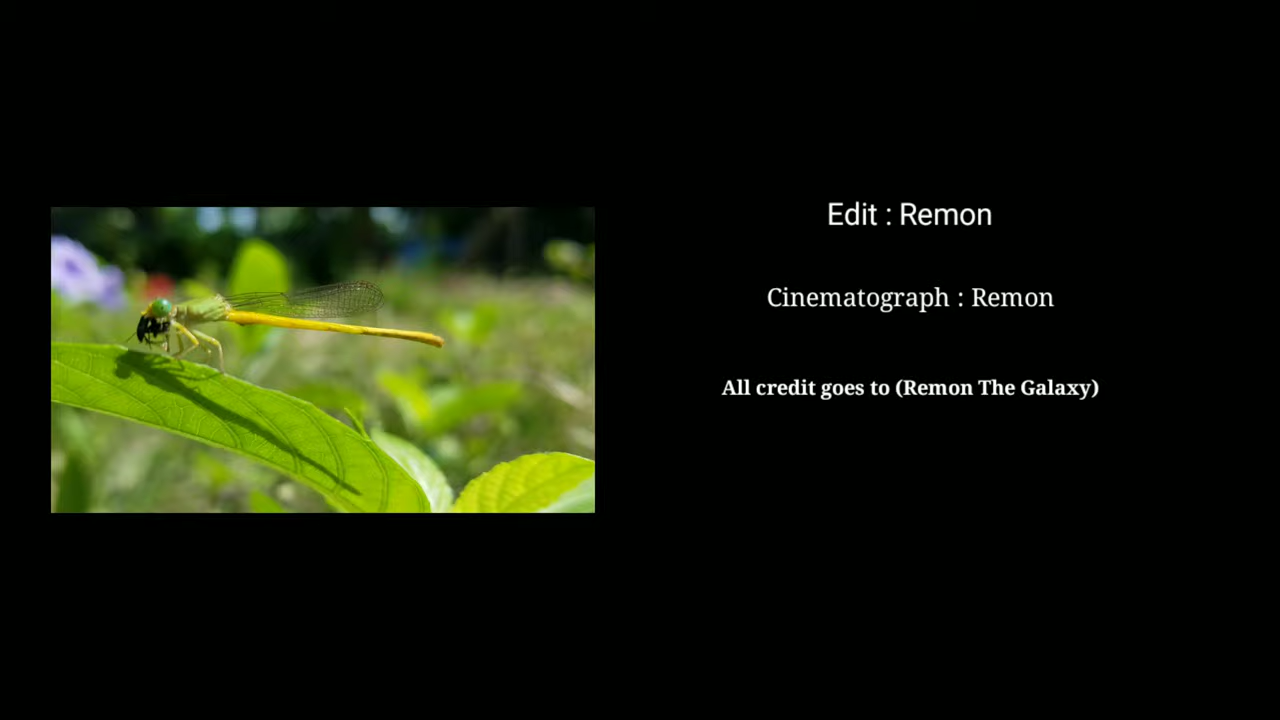 Edit : Remon
Cinematograph : Remon
All credit goes to (Remon The Galaxy)